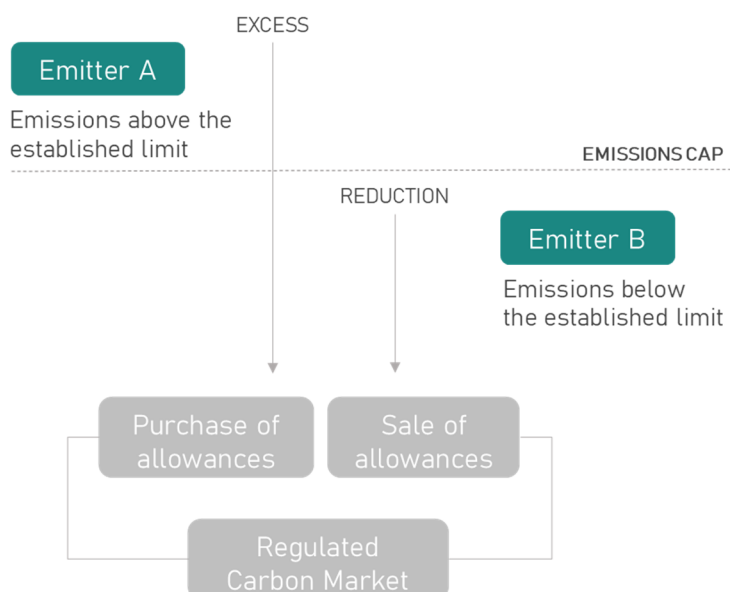 EXCESS
Emitter A
Emissions above the
established limit
EMISSIONS CAP
REDUCTION
Emitter B
Emissions below
the established limit
Purchase of
allowances
Sale of
allowances
Regulated
Carbon Market